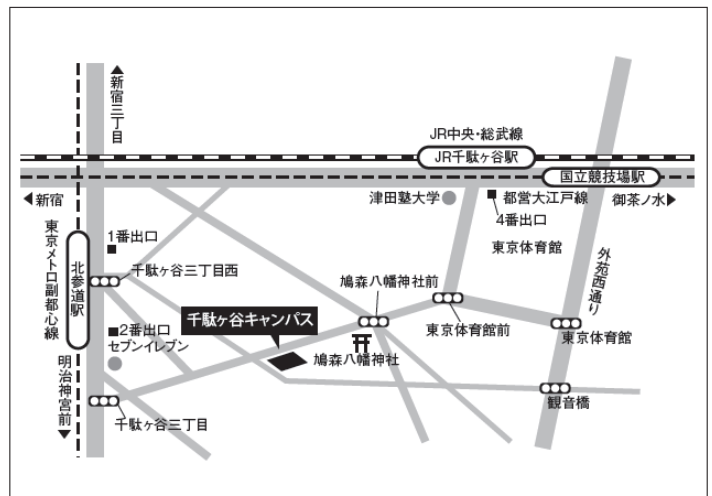 ▲新宿三丁目
JR中央・総武線
JR千駄ヶ谷駅
国立競技場駅
◀新宿
津田塾大学
都営大江戸線
御茶ノ水▶
4番出口
東京メトロ副都心線
北参道駅
1番出口
東京体育館
外苑西通り
千駄ヶ谷三丁目西
鳩森八幡神社前
千駄ヶ谷キャンパス
2番出口
セブンイレブン
東京体育館前
東京体育館
鳩森八幡神社
明治神宮前▼
観音橋
千駄ヶ谷三丁目